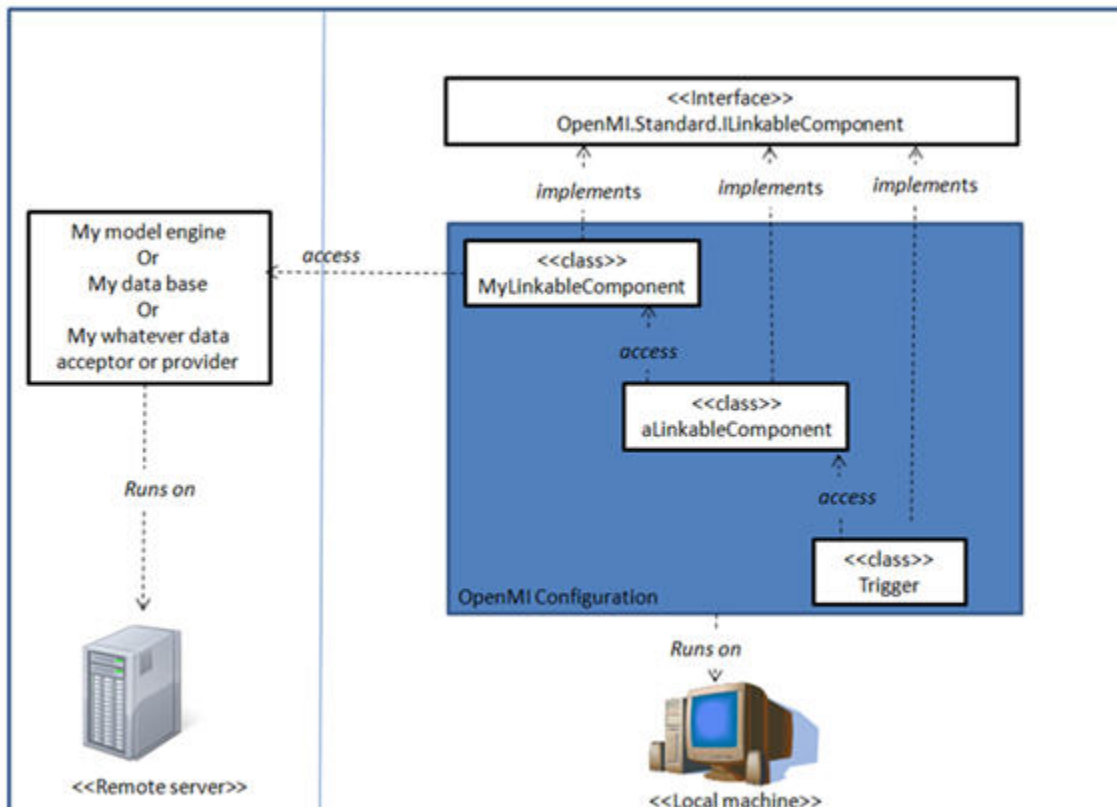 <<Interface>>
OpenMI.Standard.ILinkableComponent
implements
implements
implements
My model engine
Or
My data base
Or
My whatever data
acceptor or provider
access
<<class>>
MyLinkableComponent
access
<<class>>
aLinkableComponent
access
<<class>>
Trigger
OpenMI Configuration
Runs on
Runs on
<<Remote server>>
<<Local machine>>